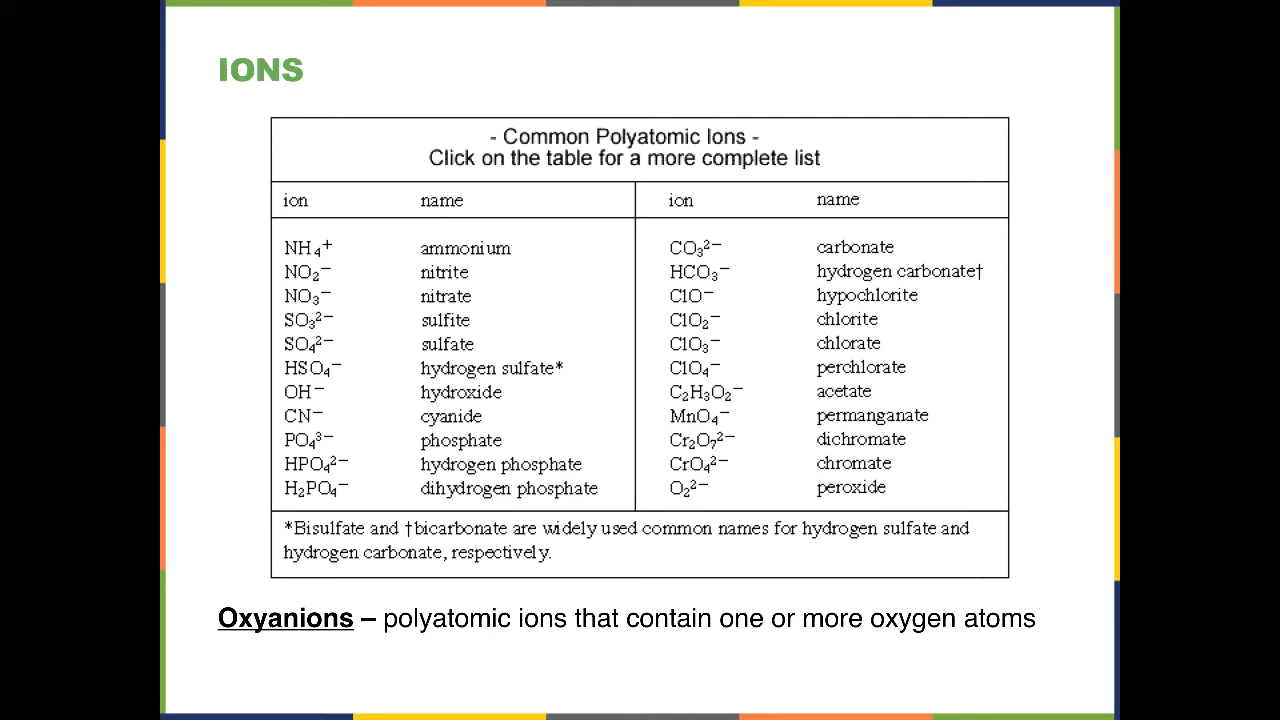 IONS
- Common Polyatomic Ions -
Click on the table for a more complete list
ion name ion name
NH₄⁺ ammonium CO₃²⁻ carbonate
NO₂⁻ nitrite HCO₃⁻ hydrogen carbonate†
NO₃⁻ nitrate ClO⁻ hypochlorite
SO₃²⁻ sulfite ClO₂⁻ chlorite
SO₄²⁻ sulfate ClO₃⁻ chlorate
HSO₄⁻ hydrogen sulfate* ClO₄⁻ perchlorate
OH⁻ hydroxide C₂H₃O₂⁻ acetate
CN⁻ cyanide MnO₄⁻ permanganate
PO₄³⁻ phosphate Cr₂O₇²⁻ dichromate
HPO₄²⁻ hydrogen phosphate CrO₄²⁻ chromate
H₂PO₄⁻ dihydrogen phosphate O₂²⁻ peroxide
*Bisulfate and †bicarbonate are widely used common names for hydrogen sulfate and
hydrogen carbonate, respectively.
Oxyanions – polyatomic ions that contain one or more oxygen atoms